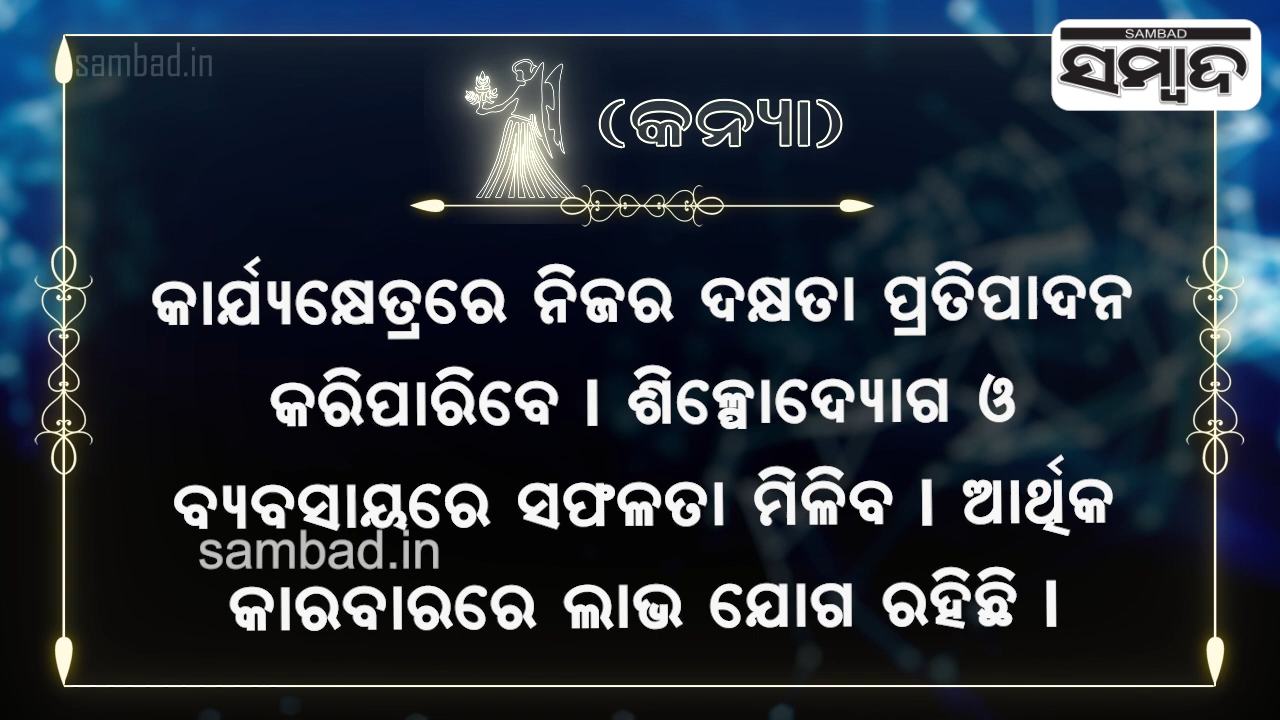 sambad.in
SAMBAD
ସମ୍ବାଦ
(କନ୍ୟା)
କାର୍ଯ୍ୟକ୍ଷେତ୍ରରେ ନିଜର ଦକ୍ଷତା ପ୍ରତିପାଦନ
କରିପାରିବେ । ଶିଳ୍ପୋଦ୍ୟୋଗ ଓ
ବ୍ୟବସାୟରେ ସଫଳତା ମିଳିବ । ଆର୍ଥିକ
sambad.in
କାରବାରରେ ଲାଭ ଯୋଗ ରହିଛି ।